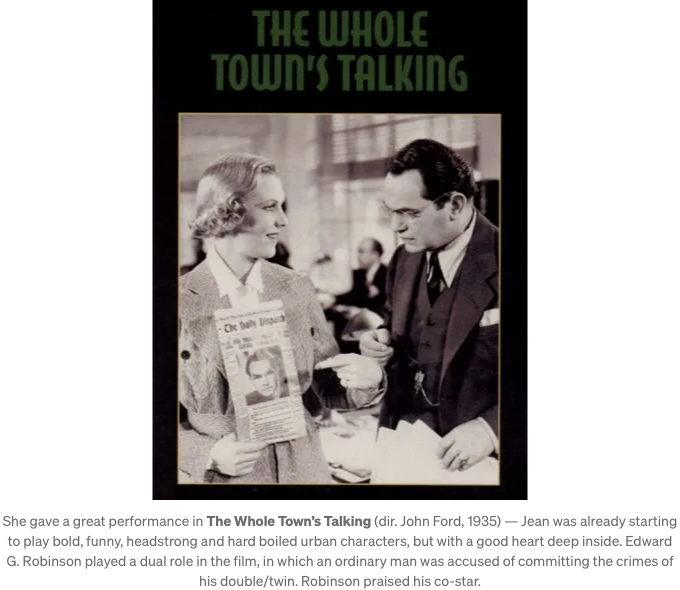 THE WHOLE
TOWN'S TALKING
The Daily Dispatch
She gave a great performance in The Whole Town’s Talking (dir. John Ford, 1935) — Jean was already starting
to play bold, funny, headstrong and hard boiled urban characters, but with a good heart deep inside. Edward
G. Robinson played a dual role in the film, in which an ordinary man was accused of committing the crimes of
his double/twin. Robinson praised his co-star.